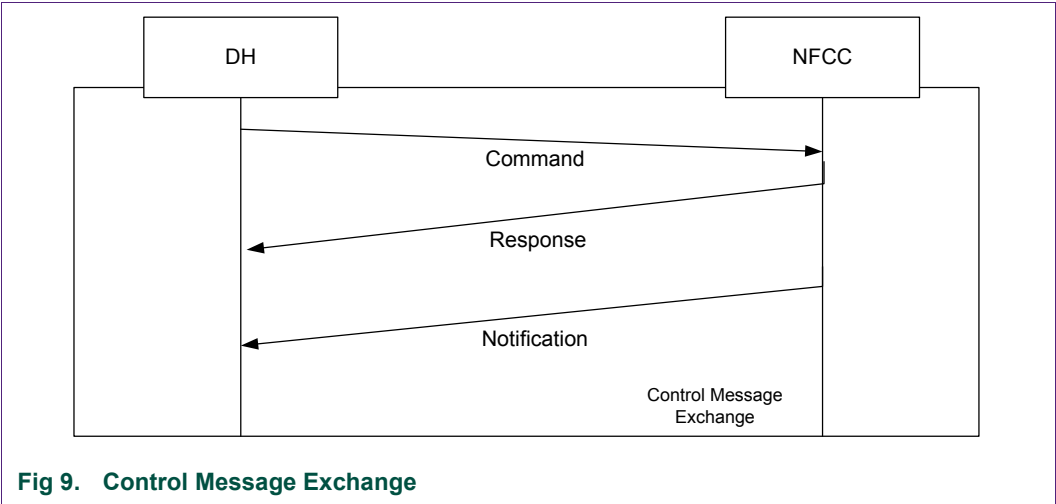 DH
NFCC
Command
Response
Notification
Control Message
Exchange
Fig 9. Control Message Exchange